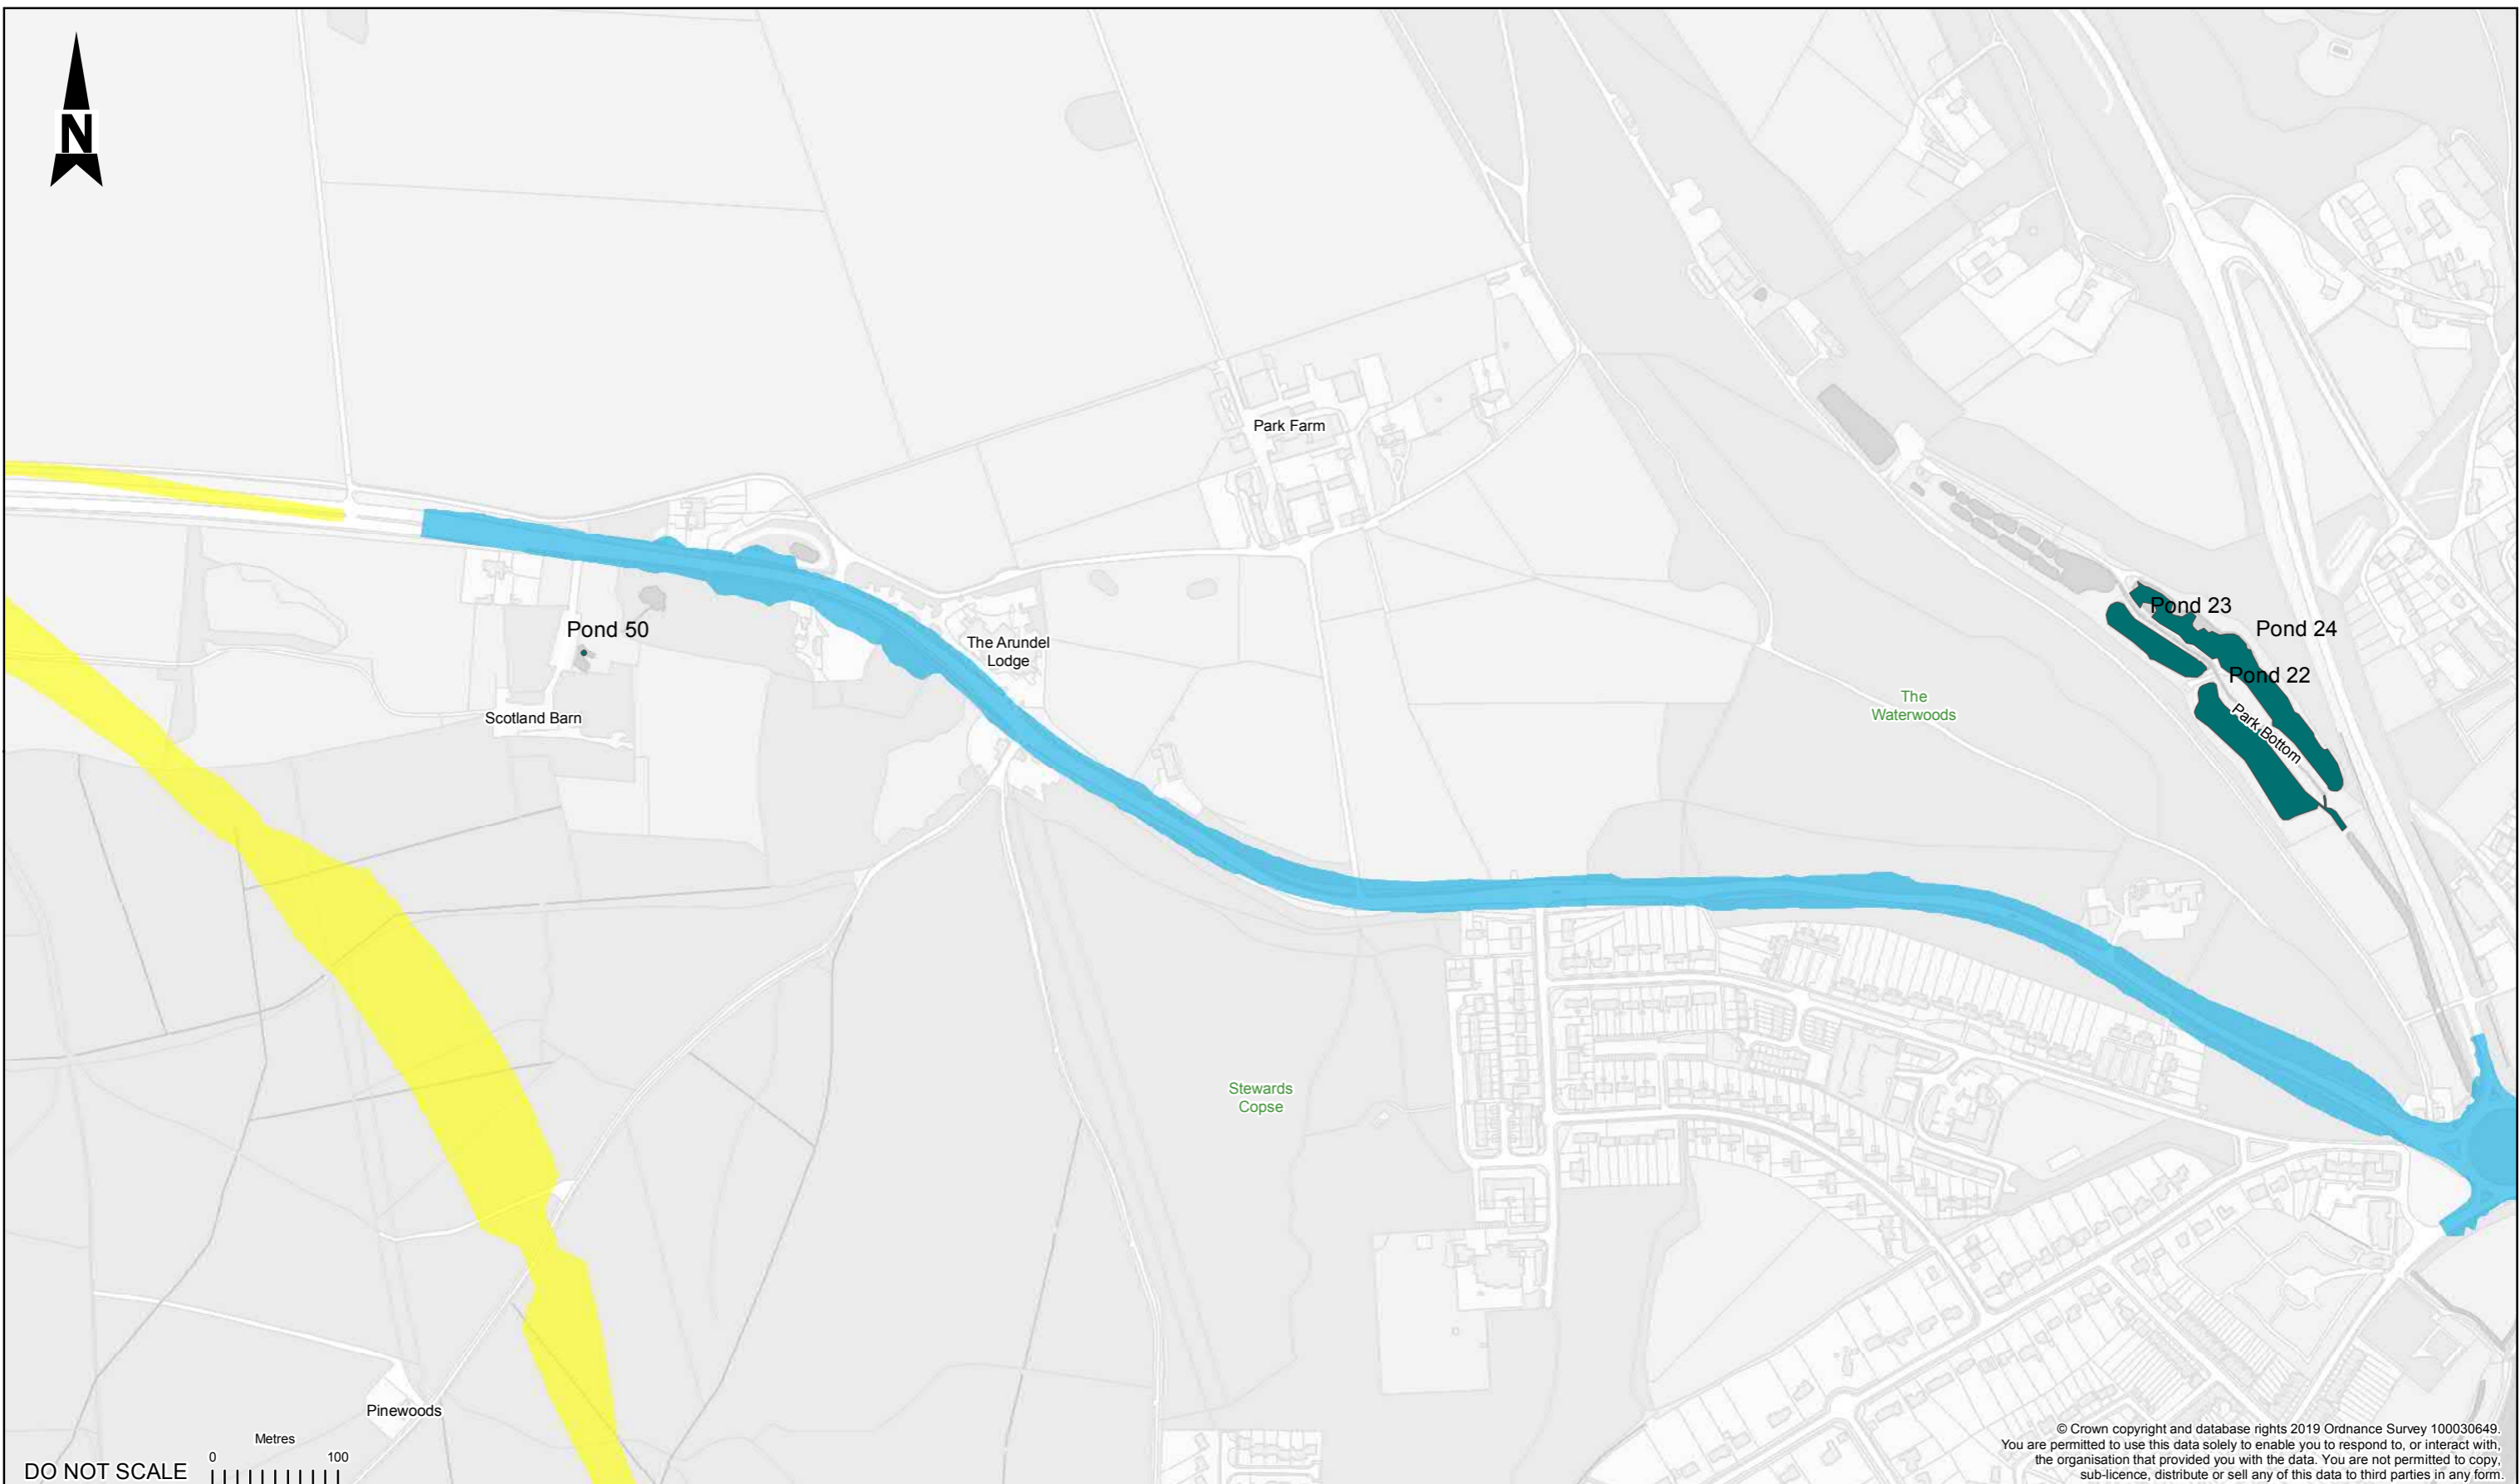 N
Park Farm
Pond 23
Pond 24
Pond 50
The Arundel
Lodge
Pond 22
The
Waterwoods
Scotland Barn
Park Bottom
Stewards
Copse
Pinewoods
Metres
0 100
DO NOT SCALE
© Crown copyright and database rights 2019 Ordnance Survey 100030649.
You are permitted to use this data solely to enable you to respond to, or interact with,
the organisation that provided you with the data. You are not permitted to copy,
sub-licence, distribute or sell any of this data to third parties in any form.